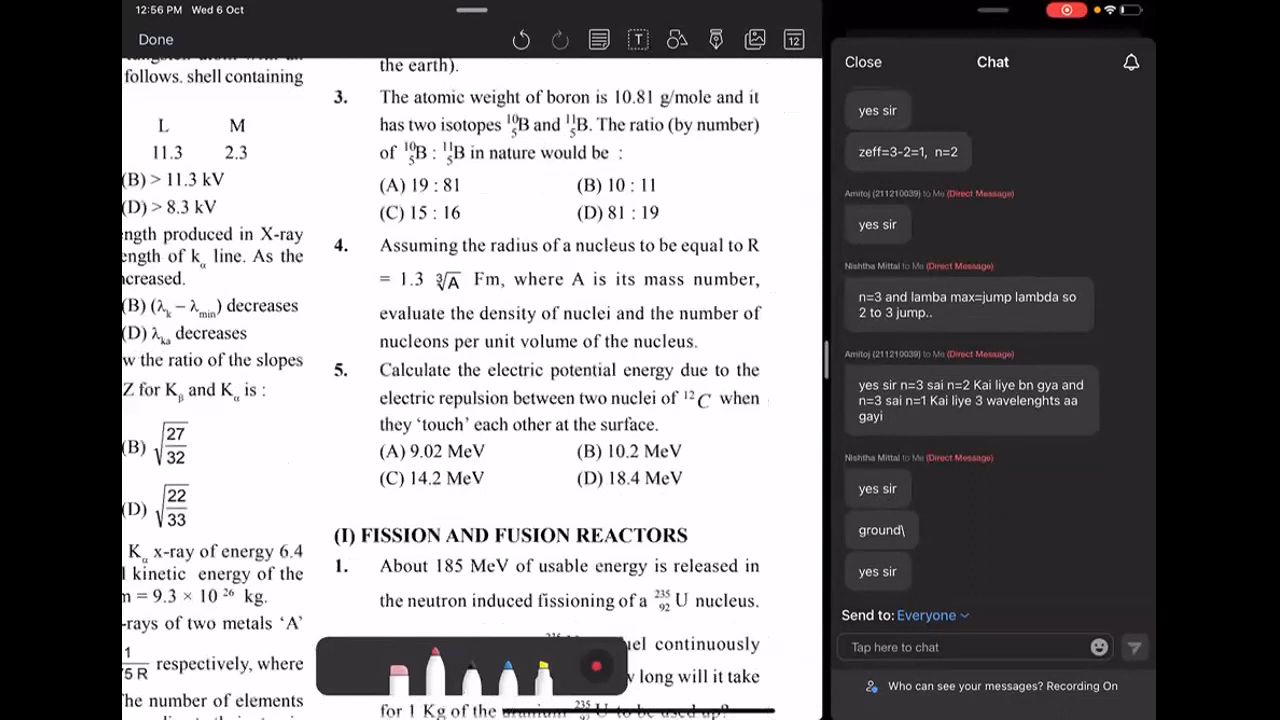 12:56 PM Wed 6 Oct
Done
T
12
follows. shell containing
L M
11.3 2.3
(B) > 11.3 kV
(D) > 8.3 kV
ngth produced in X-ray
ength of kα line. As the
creased.
(B) (λk – λmin) decreases
(D) λkα decreases
w the ratio of the slopes
Z for Kβ and Kα is :
(B) √27/32
(D) √22/33
Kα x-ray of energy 6.4
kinetic energy of the
= 9.3 × 10 26 kg.
-rays of two metals ‘A’
respectively, where
he number of elements
the earth).
3. The atomic weight of boron is 10.81 g/mole and it
has two isotopes ¹⁰₅B and ¹¹₅B. The ratio (by number)
of ¹⁰₅B : ¹¹₅B in nature would be :
(A) 19 : 81 (B) 10 : 11
(C) 15 : 16 (D) 81 : 19
4. Assuming the radius of a nucleus to be equal to R
= 1.3 ∛A Fm, where A is its mass number,
evaluate the density of nuclei and the number of
nucleons per unit volume of the nucleus.
5. Calculate the electric potential energy due to the
electric repulsion between two nuclei of ¹²C when
they ‘touch’ each other at the surface.
(A) 9.02 MeV (B) 10.2 MeV
(C) 14.2 MeV (D) 18.4 MeV
(I) FISSION AND FUSION REACTORS
1. About 185 MeV of usable energy is released in
the neutron induced fissioning of a ²³⁵₉₂U nucleus.
uel continuously
long will it take
for 1 Kg of the uranium ²³⁵U to be used up?
Close
Chat
yes sir
zeff=3-2=1, n=2
Amitoj (211210039) to Me (Direct Message)
yes sir
Nishtha Mittal to Me (Direct Message)
n=3 and lamba max=jump lambda so
2 to 3 jump..
Amitoj (211210039) to Me (Direct Message)
yes sir n=3 sai n=2 Kai liye bn gya and
n=3 sai n=1 Kai liye 3 wavelenghts aa
gayi
Nishtha Mittal to Me (Direct Message)
yes sir
ground\
yes sir
Send to: Everyone
Tap here to chat
Who can see your messages? Recording On